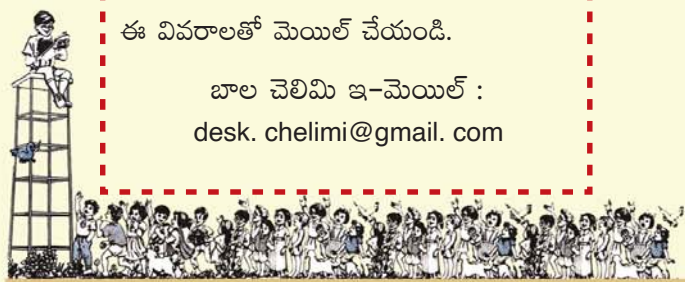 ఈ వివరాలతో మెయిల్ చేయండి.
బాల చెలిమి ఇ-మెయిల్ :
desk. chelimi@gmail. com